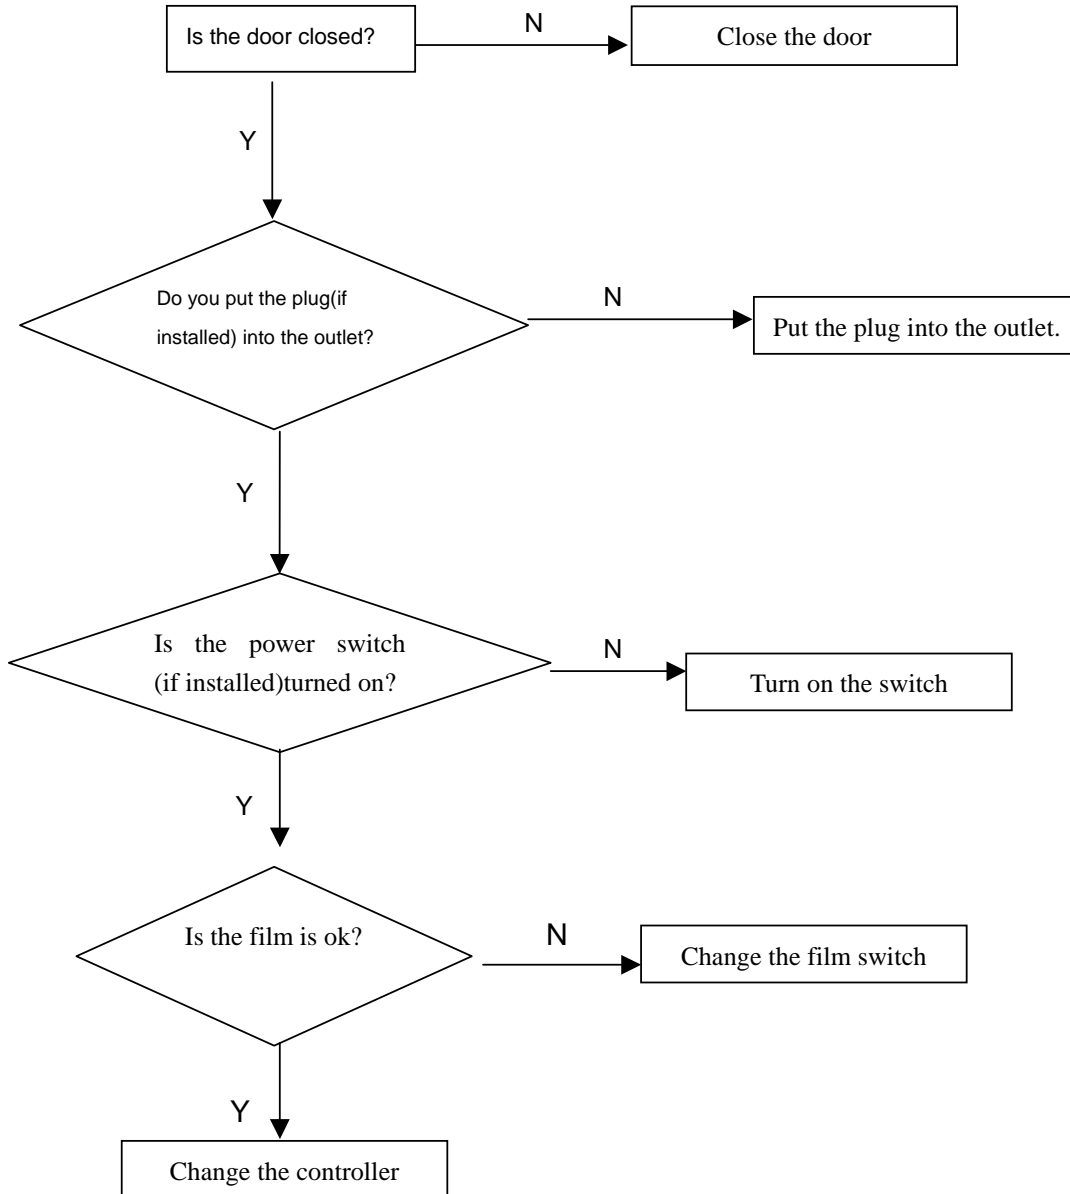 Is the door closed?
N
Close the door
Y
Do you put the plug(if
installed) into the outlet?
N
Put the plug into the outlet.
Y
Is the power switch
(if installed)turned on?
N
Turn on the switch
Y
Is the film is ok?
N
Change the film switch
Y
Change the controller